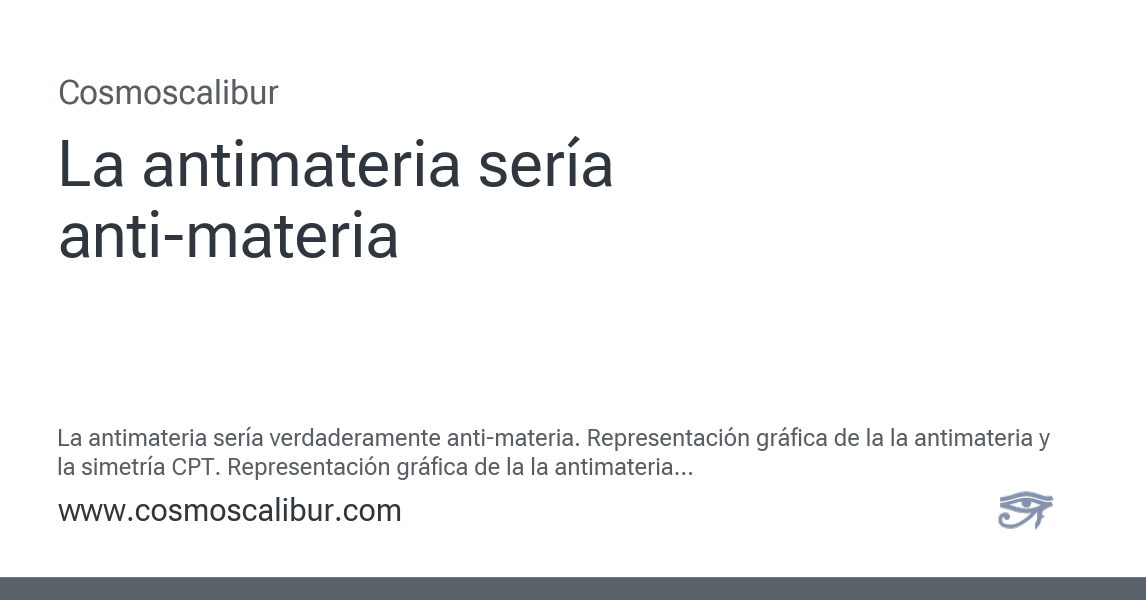 Cosmoscalibur
La antimateria sería
anti-materia
La antimateria sería verdaderamente anti-materia. Representación gráfica de la la antimateria y
la simetría CPT. Representación gráfica de la la antimateria...
www.cosmoscalibur.com